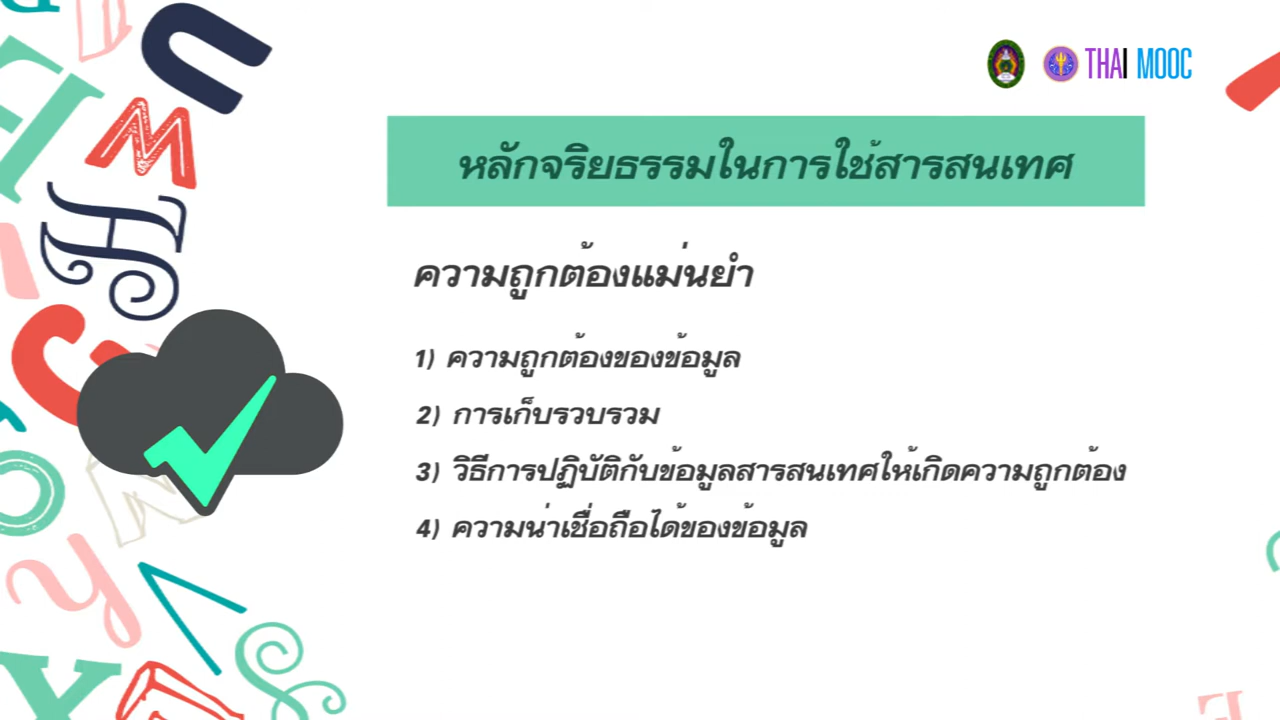 THAI MOOC
หลักจริยธรรมในการใช้สารสนเทศ
ความถูกต้องแม่นยำ
1) ความถูกต้องของข้อมูล
2) การเก็บรวบรวม
3) วิธีการปฏิบัติกับข้อมูลสารสนเทศให้เกิดความถูกต้อง
4) ความน่าเชื่อถือได้ของข้อมูล